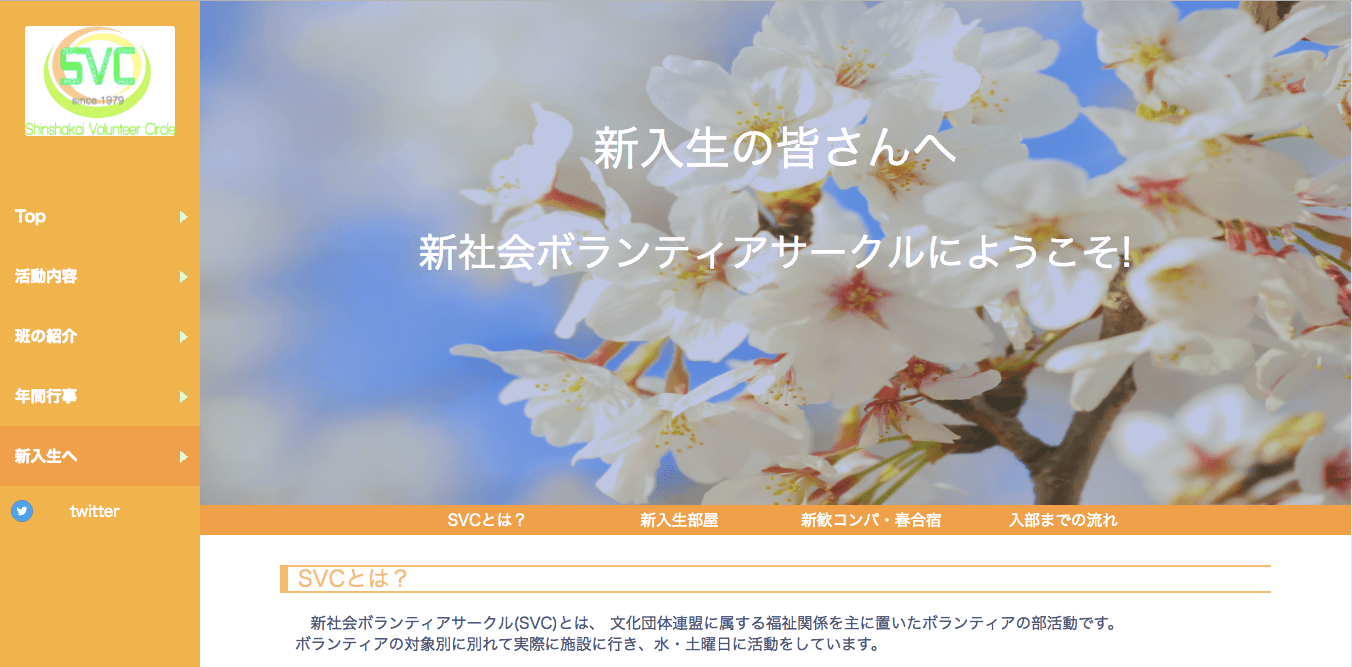 SVC
since 1979
Shinshakai Volunteer Circle
Top
活動内容
班の紹介
年間行事
新入生へ
twitter
新入生の皆さんへ
新社会ボランティアサークルにようこそ!
SVCとは？
新入生部屋
新歓コンパ・春合宿
入部までの流れ
SVCとは？
新社会ボランティアサークル(SVC)とは、 文化団体連盟に属する福祉関係を主に置いたボランティアの部活動です。
ボランティアの対象別に別れて実際に施設に行き、水・土曜日に活動をしています。